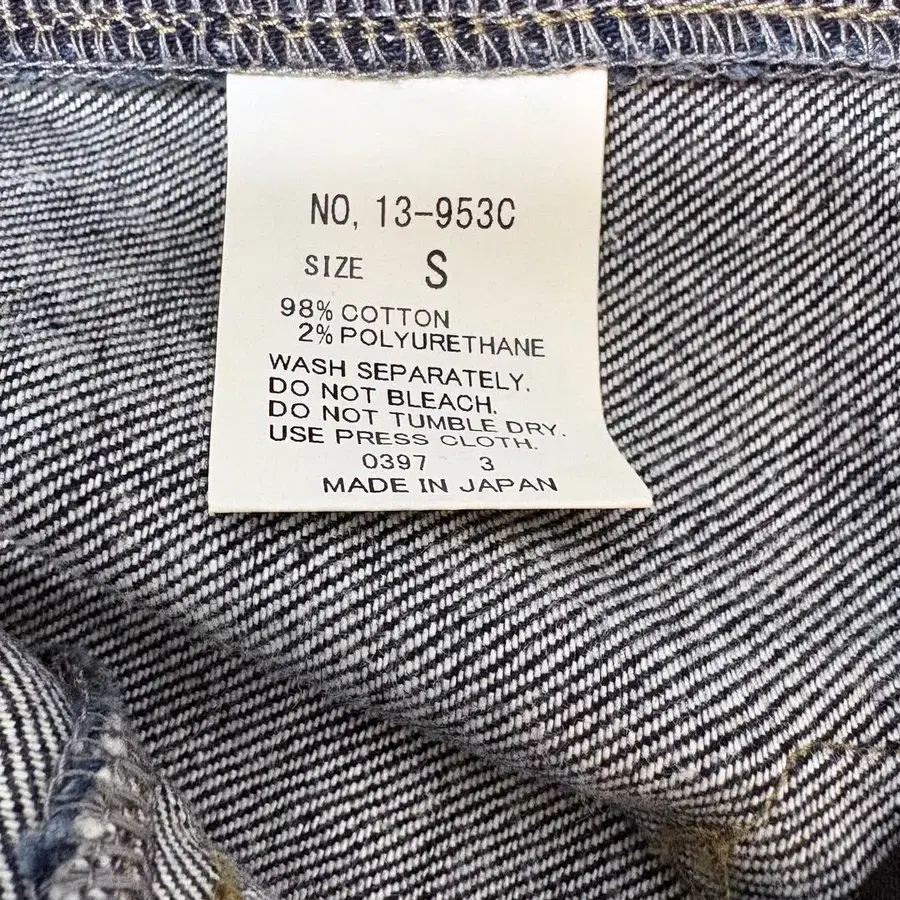 NO, 13-953C
SIZE S
98% COTTON
2% POLYURETHANE
WASH SEPARATELY.
DO NOT BLEACH.
DO NOT TUMBLE DRY.
USE PRESS CLOTH.
0397 3
MADE IN JAPAN